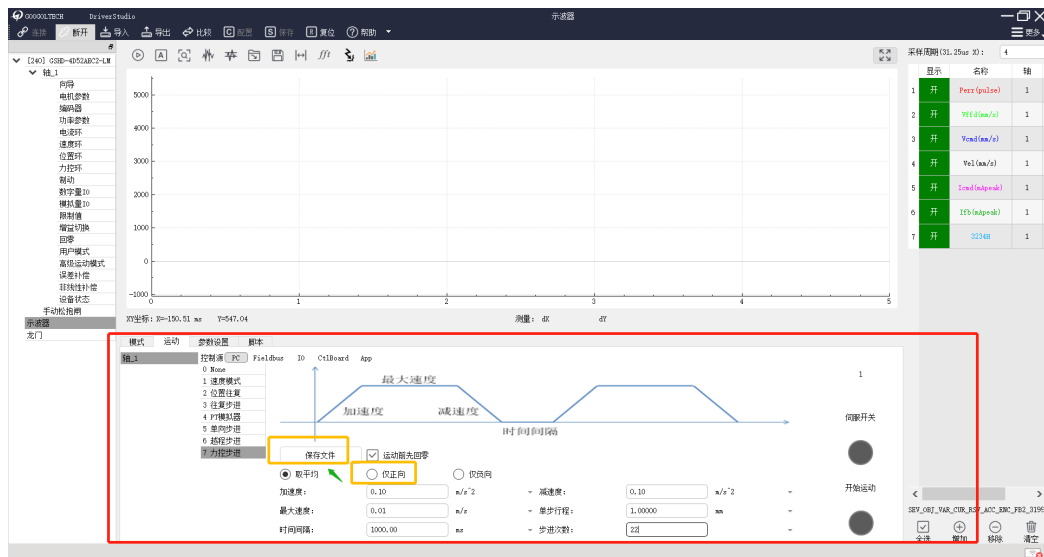 GOOGOLTECH DriverStudio 示波器
连接 断开 导入 导出 比较 C 配置 S 保存 R 复位 ? 帮助 更多
[240] GSHD-4D52AEC2-LM
轴_1
向导
电机参数
编码器
功率参数
电流环
速度环
位置环
力控环
制动
数字量IO
模拟量IO
限制值
增益切换
回零
用户模式
高级运动模式
误差补偿
非线性补偿
设备状态
手动松抱闸
示波器
龙门
A fft
5000
4000
3000
2000
1000
0
-1000
0 1 2 3 4 5
XY坐标: X=-150.51 ms Y=547.04 测量: dX dY
采样周期(31.25us X): 4
显示 名称 轴
1 开 Perr(pulse) 1
2 开 Vffd(mm/s) 1
3 开 Vcmd(mm/s) 1
4 开 Vel(mm/s) 1
5 开 Icmd(mApeak) 1
6 开 Ifb(mApeak) 1
7 开 3234H 1
模式 运动 参数设置 脚本
轴_1
控制源 PC Fieldbus IO CtlBoard App
0 None
1 速度模式
2 位置往复
3 往复步进
4 PT模拟器
5 单向步进
6 越程步进
7 力控步进
最大速度
加速度 减速度
时间间隔
保存文件 运动前先回零
取平均 仅正向 仅负向
加速度: 0.10 m/s^2 减速度: 0.10 m/s^2
最大速度: 0.01 m/s 单步行程: 1.00000 mm
时间间隔: 1000.00 ms 步进次数: 22
1
伺服开关
开始运动
全选 增加 移除 清空